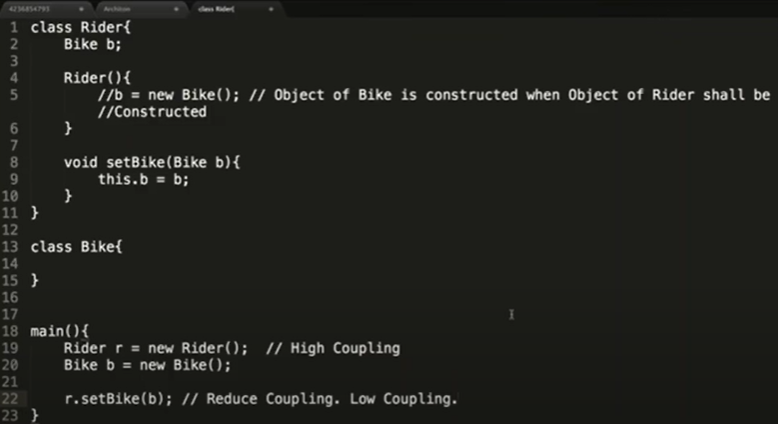 4236854795 Archive class Rider{
1 class Rider{
2 Bike b;
3
4 Rider(){
5 //b = new Bike(); // Object of Bike is constructed when Object of Rider shall be
//Constructed
6 }
7
8 void setBike(Bike b){
9 this.b = b;
10 }
11 }
12
13 class Bike{
14
15 }
16
17
18 main(){
19 Rider r = new Rider(); // High Coupling
20 Bike b = new Bike();
21
22 r.setBike(b); // Reduce Coupling. Low Coupling.
23 }